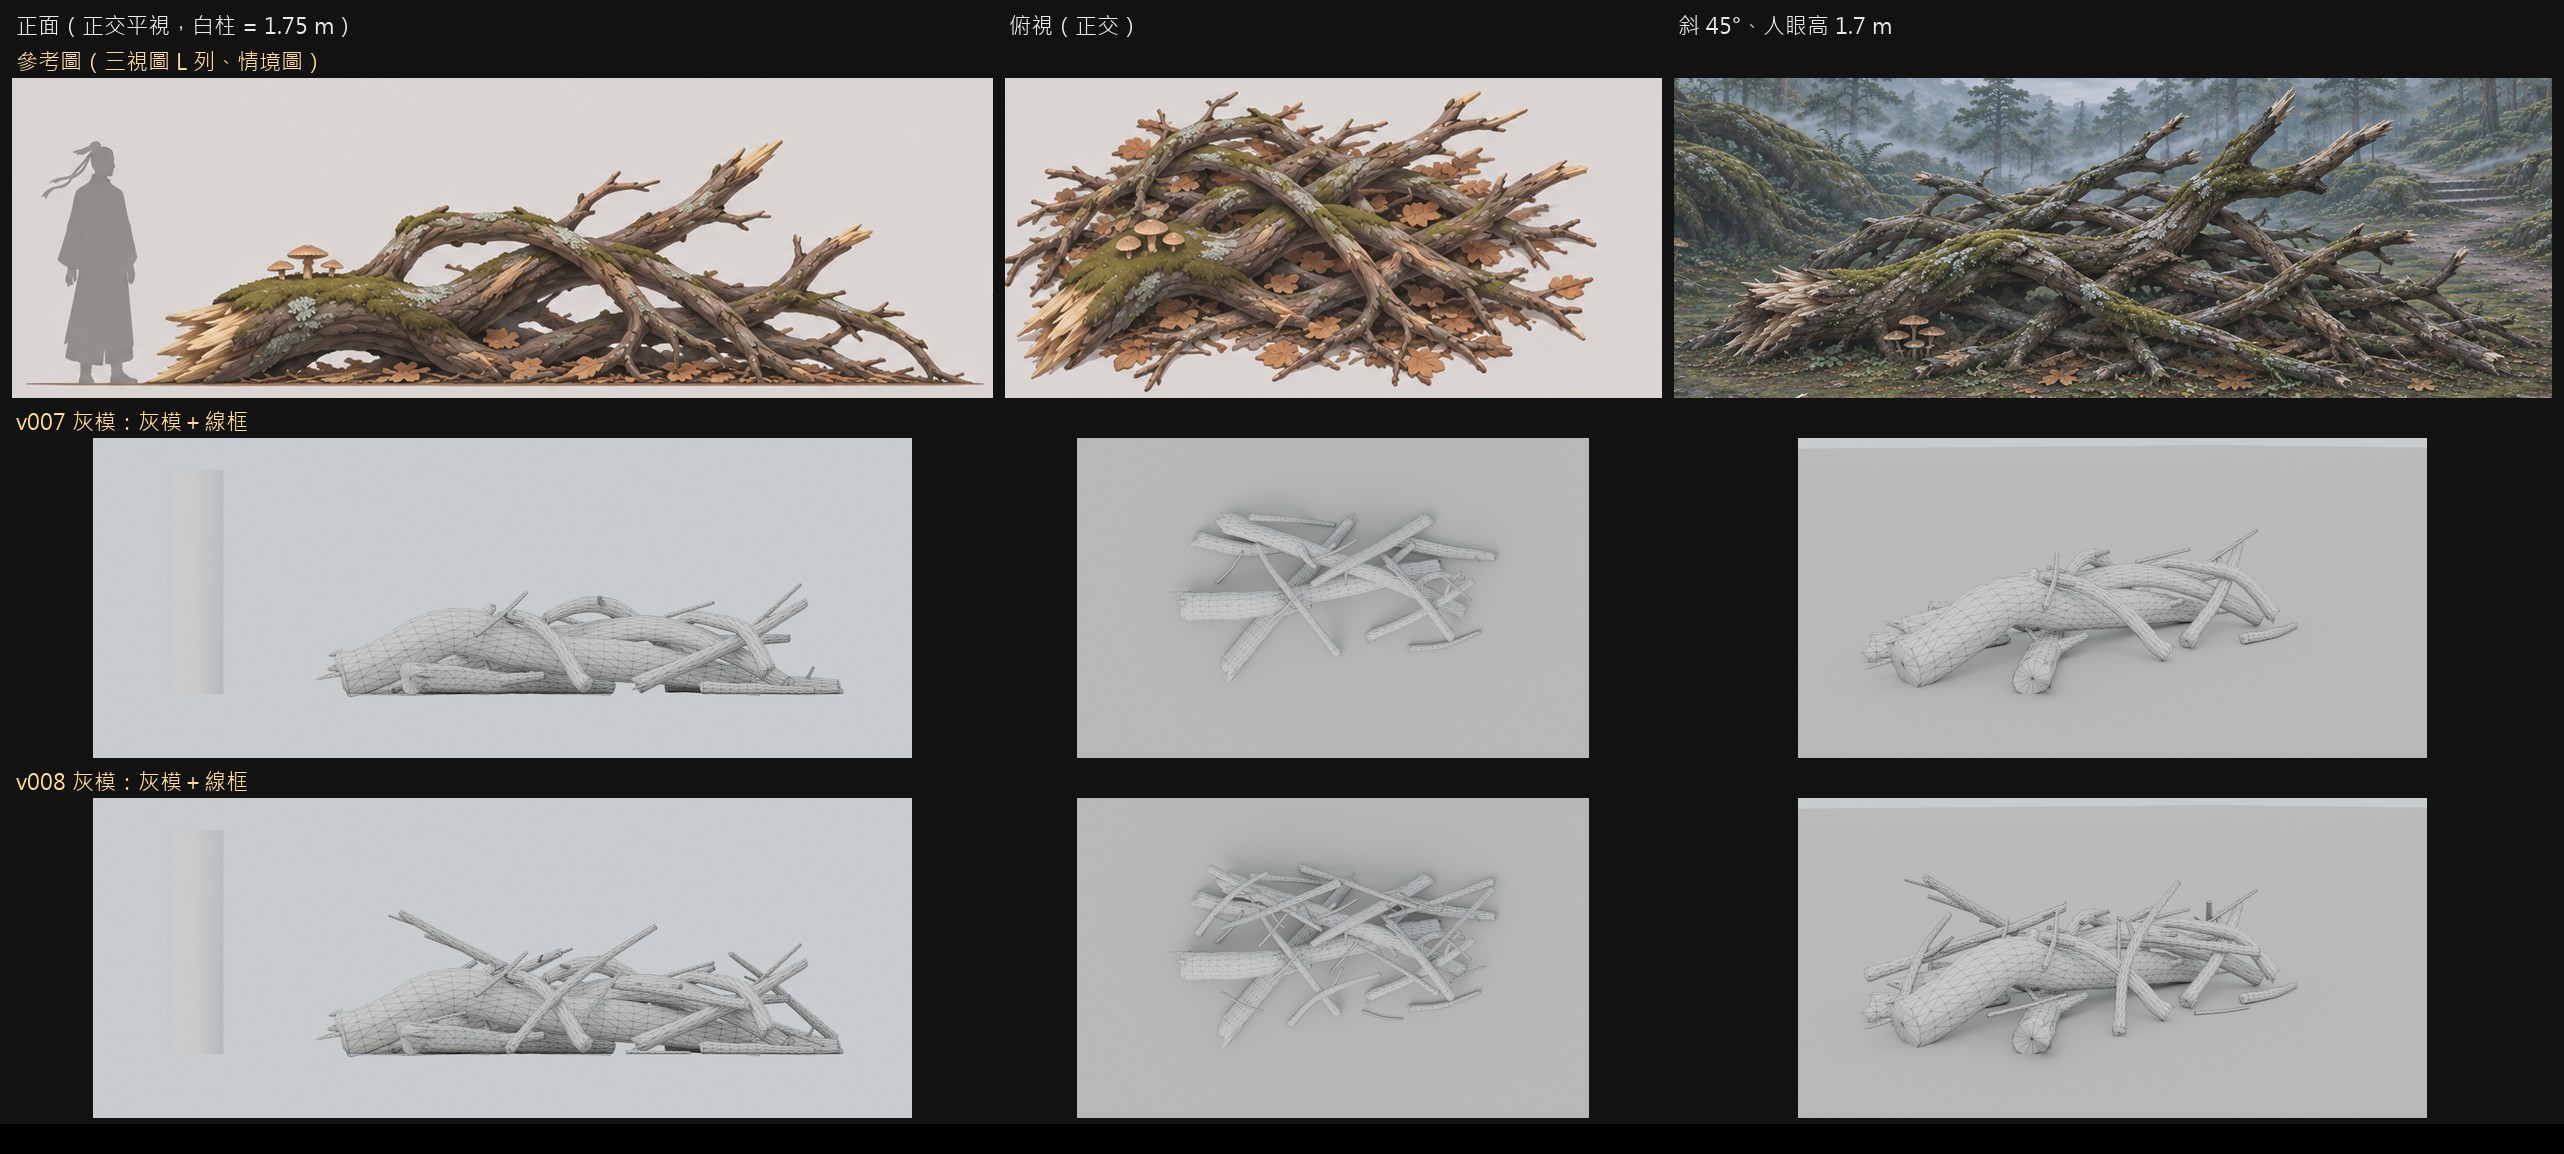 正面（正交平視，白柱 = 1.75 m）
俯視（正交）
斜 45°、人眼高 1.7 m
參考圖（三視圖 L 列、情境圖）
v007 灰模：灰模＋線框
v008 灰模：灰模＋線框